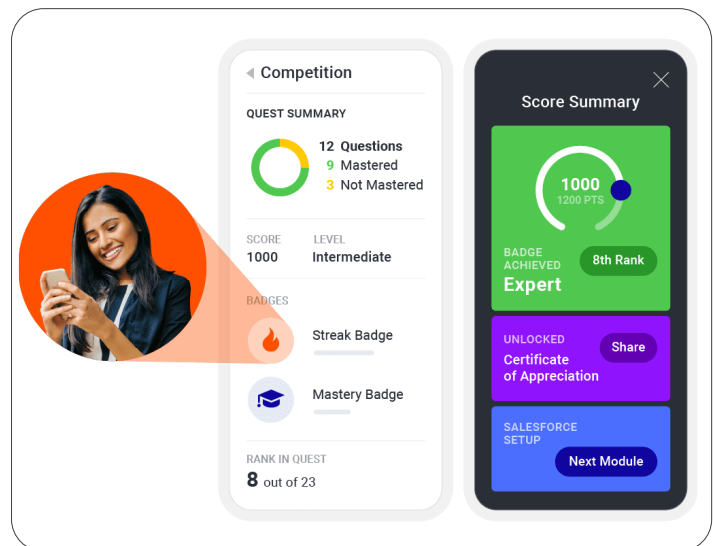 Competition
QUEST SUMMARY
12 Questions
9 Mastered
3 Not Mastered
SCORE LEVEL
1000 Intermediate
BADGES
Streak Badge
Mastery Badge
RANK IN QUEST
8 out of 23
Score Summary
1000
1200 PTS
BADGE
ACHIEVED
Expert
8th Rank
UNLOCKED
Certificate
of Appreciation
Share
SALESFORCE
SETUP
Next Module